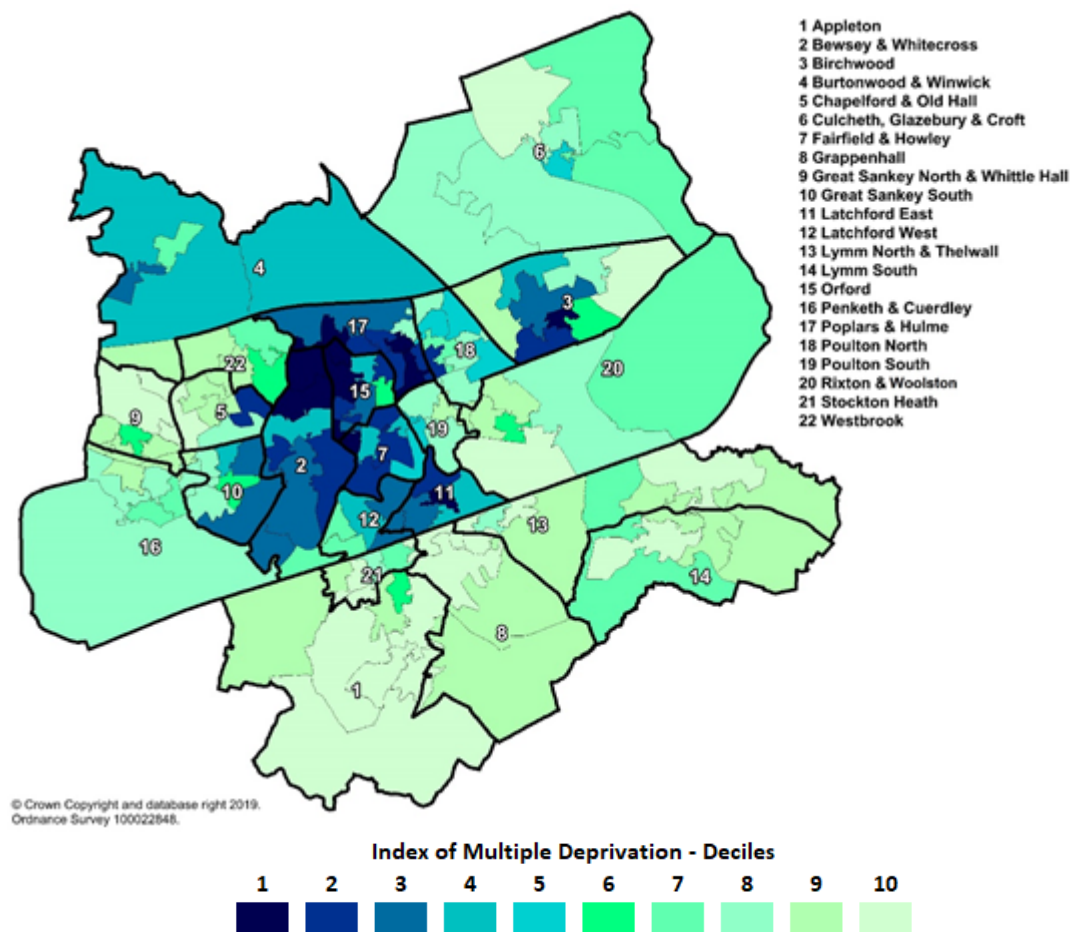 1 Appleton
2 Bewsey & Whitecross
3 Birchwood
4 Burtonwood & Winwick
5 Chapelford & Old Hall
6 Culcheth, Glazebury & Croft
7 Fairfield & Howley
8 Grappenhall
9 Great Sankey North & Whittle Hall
10 Great Sankey South
11 Latchford East
12 Latchford West
13 Lymm North & Thelwall
14 Lymm South
15 Orford
16 Penketh & Cuerdley
17 Poplars & Hulme
18 Poulton North
19 Poulton South
20 Rixton & Woolston
21 Stockton Heath
22 Westbrook
6
4
3
17
18
22
20
15
5
9
19
7
2
10
11
12
13
16
21
14
8
1
© Crown Copyright and database right 2019.
Ordnance Survey 100022848.
Index of Multiple Deprivation - Deciles
1 2 3 4 5 6 7 8 9 10